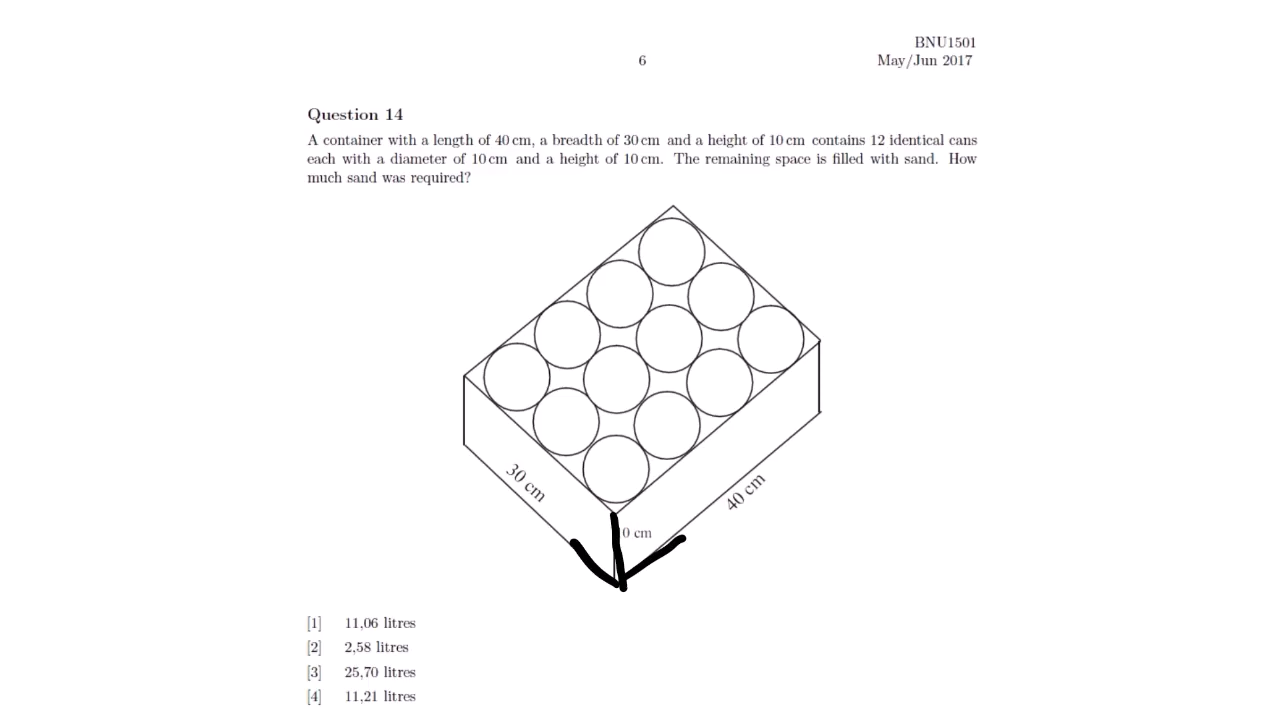 BNU1501
6 May/Jun 2017
Question 14
A container with a length of 40 cm, a breadth of 30 cm and a height of 10 cm contains 12 identical cans
each with a diameter of 10 cm and a height of 10 cm. The remaining space is filled with sand. How
much sand was required?
30 cm
40 cm
0 cm
[1] 11,06 litres
[2] 2,58 litres
[3] 25,70 litres
[4] 11,21 litres